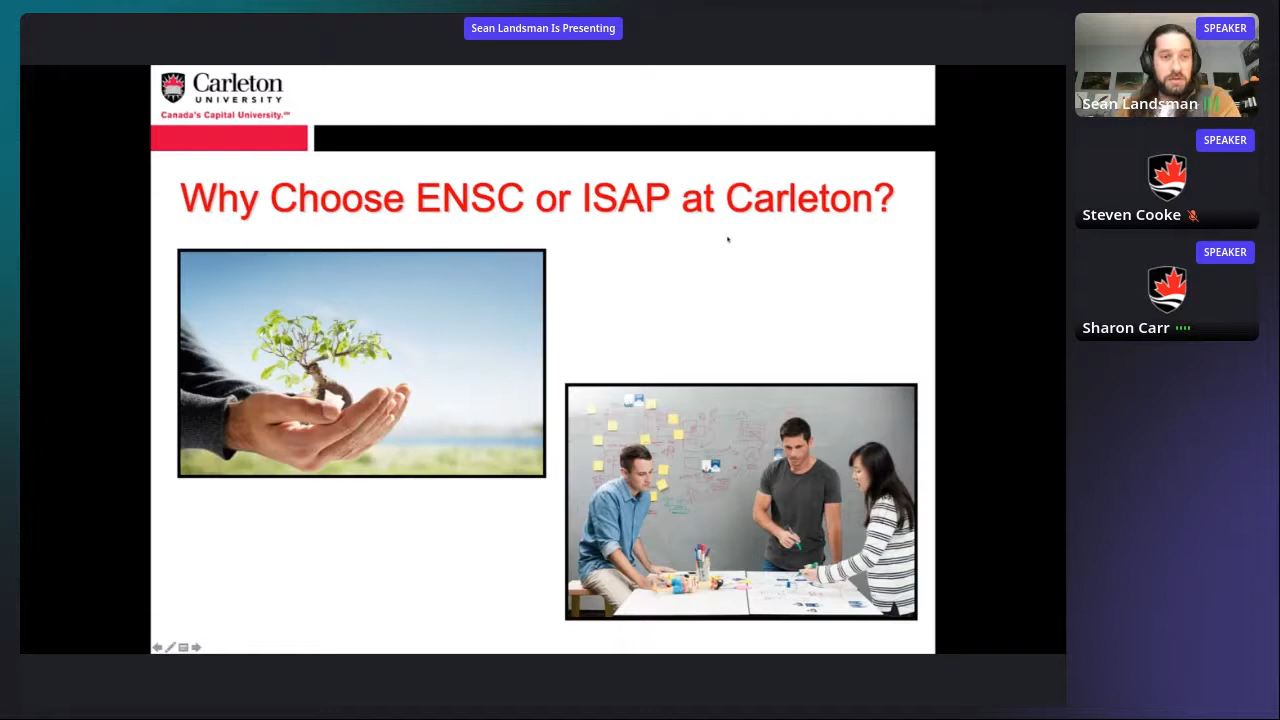 Sean Landsman Is Presenting
Carleton
UNIVERSITY
Canada's Capital University.℠
Why Choose ENSC or ISAP at Carleton?
SPEAKER
Sean Landsman
SPEAKER
Steven Cooke
SPEAKER
Sharon Carr